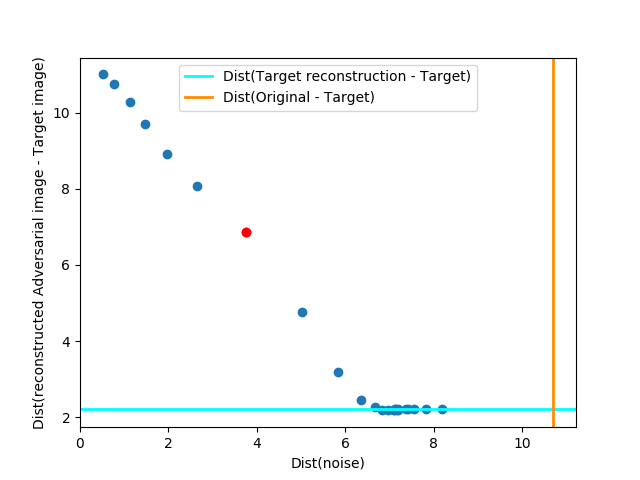 Dist(Target reconstruction - Target)
Dist(Original - Target)
Dist(reconstructed Adversarial image - Target image)
10
8
6
4
2
0 2 4 6 8 10
Dist(noise)